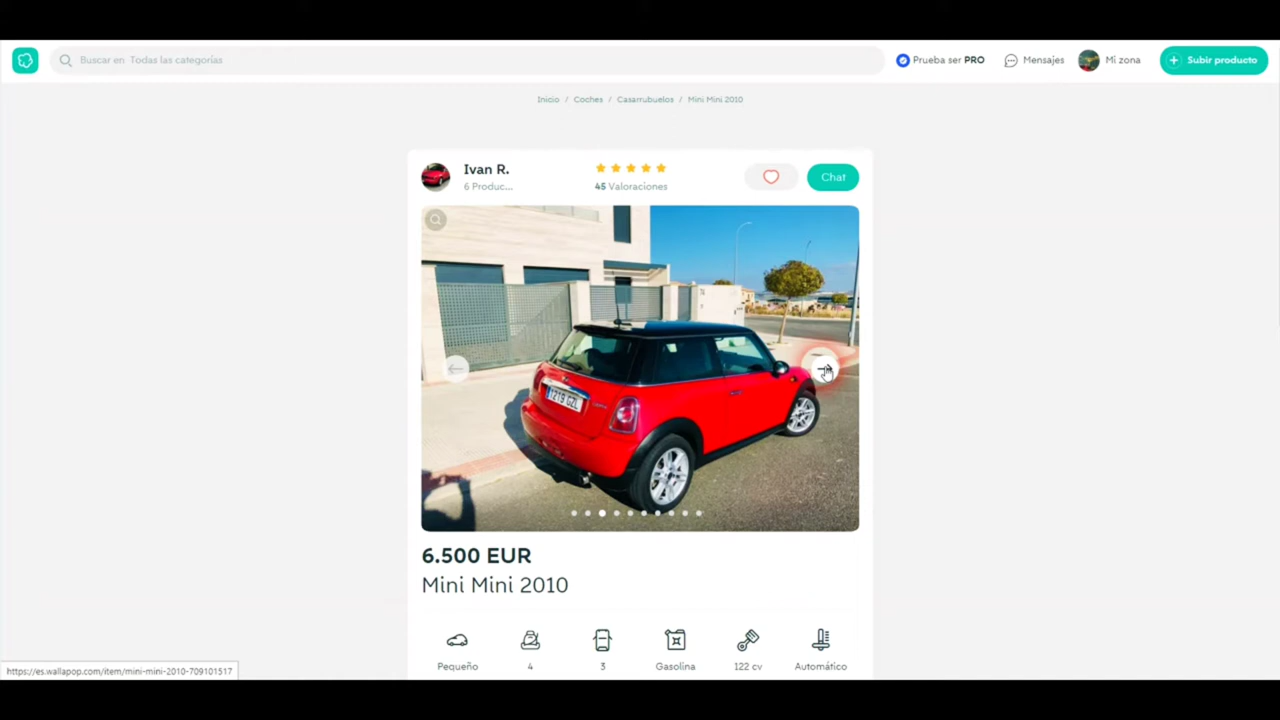 Buscar en Todas las categorías
Prueba ser PRO
Mensajes
Mi zona
Subir producto
Inicio / Coches / Casarrubuelos / Mini Mini 2010
Ivan R.
6 Produc...
45 Valoraciones
Chat
1219 GZL
6.500 EUR
Mini Mini 2010
Pequeño
4
3
Gasolina
122 cv
Automático
https://es.wallapop.com/item/mini-mini-2010-709101517